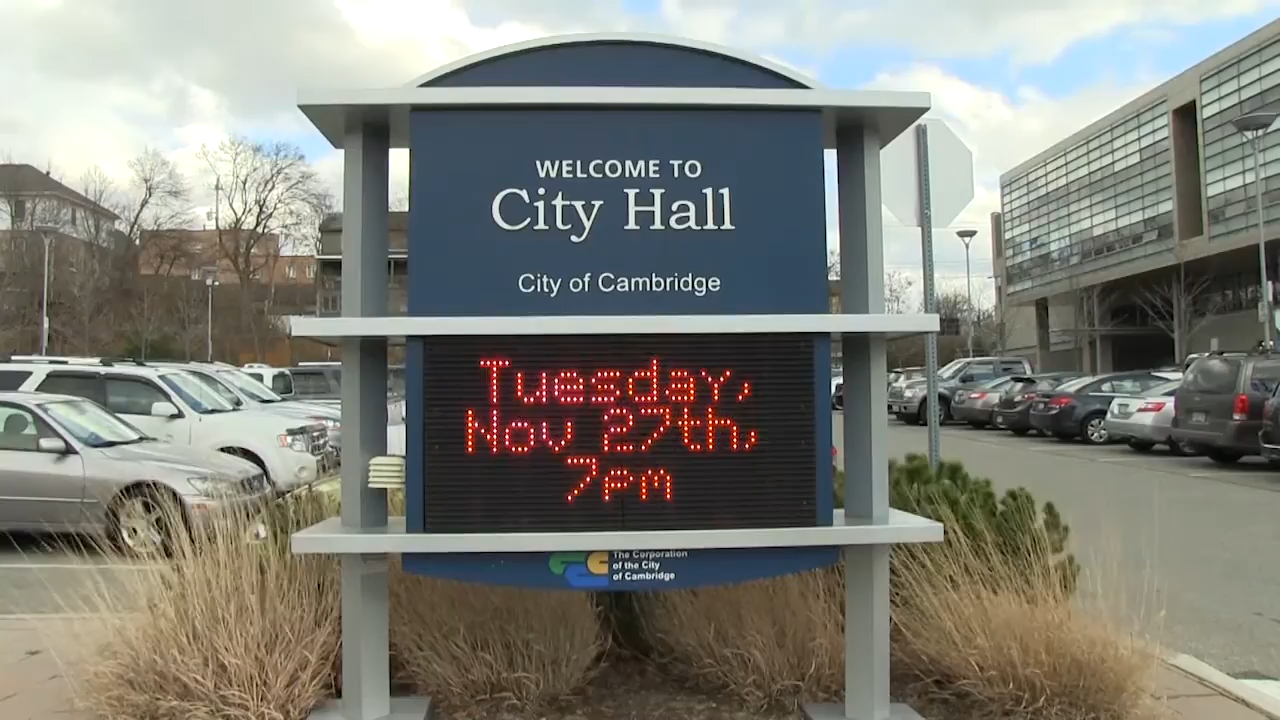 WELCOME TO
City Hall
City of Cambridge
Tuesday,
Nov 27th,
7pm
The Corporation
of the City
of Cambridge